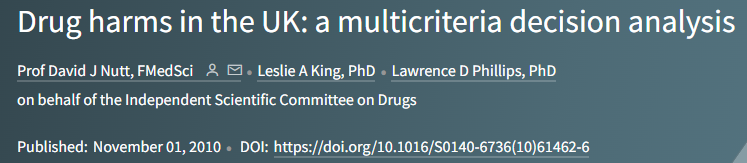 Drug harms in the UK: a multicriteria decision analysis
Prof David J Nutt, FMedSci • Leslie A King, PhD • Lawrence D Phillips, PhD
on behalf of the Independent Scientific Committee on Drugs
Published: November 01, 2010 • DOI: https://doi.org/10.1016/S0140-6736(10)61462-6